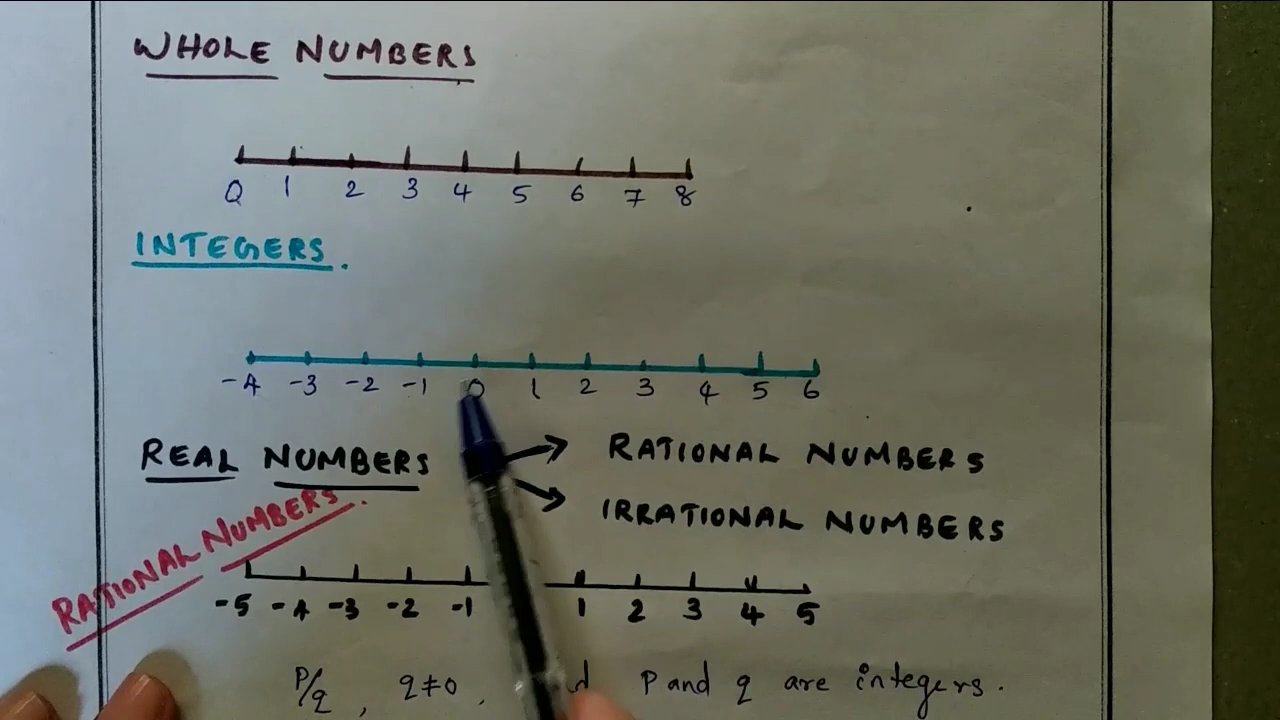 WHOLE NUMBERS
0 1 2 3 4 5 6 7 8
INTEGERS.
-4 -3 -2 -1 0 1 2 3 4 5 6
REAL NUMBERS → RATIONAL NUMBERS
→ IRRATIONAL NUMBERS
RATIONAL NUMBERS.
-5 -4 -3 -2 -1 1 2 3 4 5
P/q, q≠0, P and q are integers.